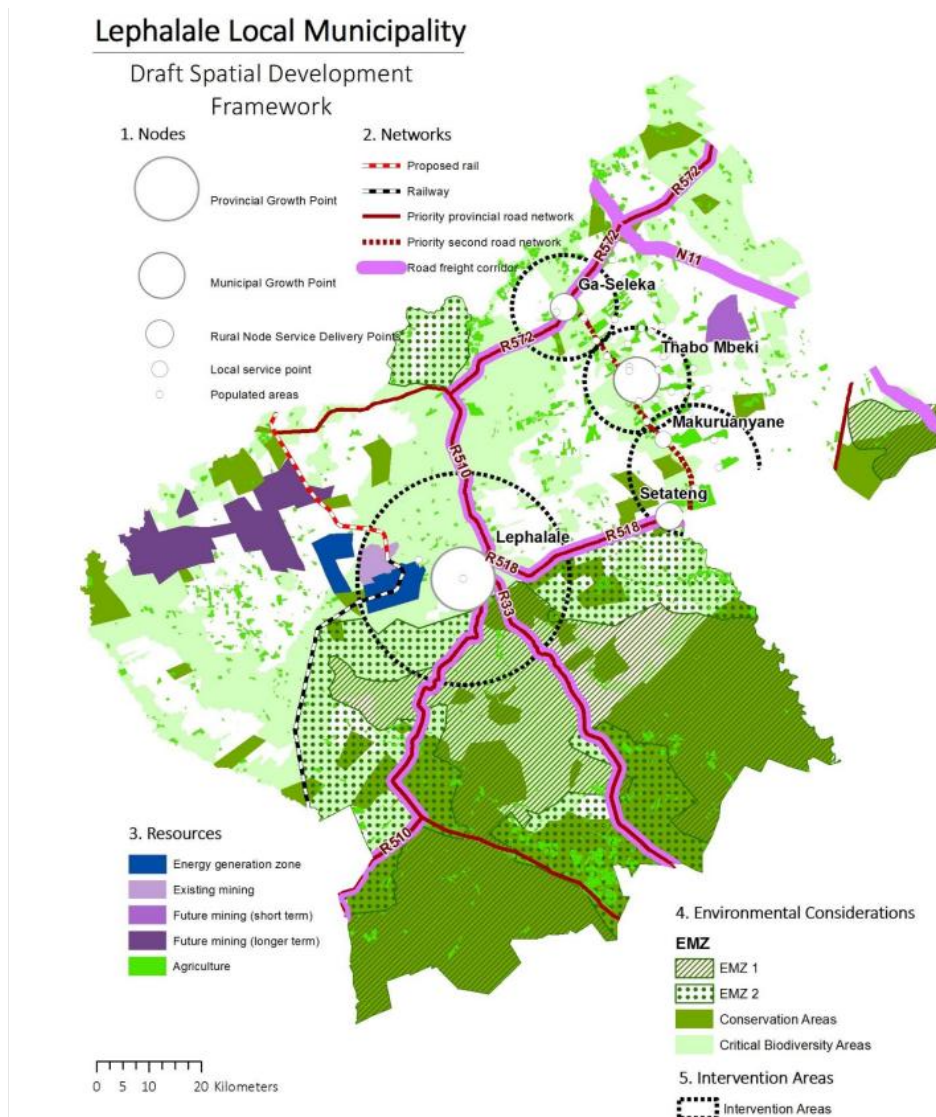 Lephalale Local Municipality
Draft Spatial Development
Framework
1. Nodes
Provincial Growth Point
Municipal Growth Point
Rural Node Service Delivery Points
Local service point
Populated areas
2. Networks
Proposed rail
Railway
Priority provincial road network
Priority second road network
Road freight corridor
R572
R572
N11
Ga-Seleka
R572
Thabo Mbeki
Makuruanyane
R510
Setateng
Lephalale
R518
R518
R33
R510
3. Resources
Energy generation zone
Existing mining
Future mining (short term)
Future mining (longer term)
Agriculture
4. Environmental Considerations
EMZ
EMZ 1
EMZ 2
Conservation Areas
Critical Biodiversity Areas
5. Intervention Areas
Intervention Areas
0 5 10 20 Kilometers